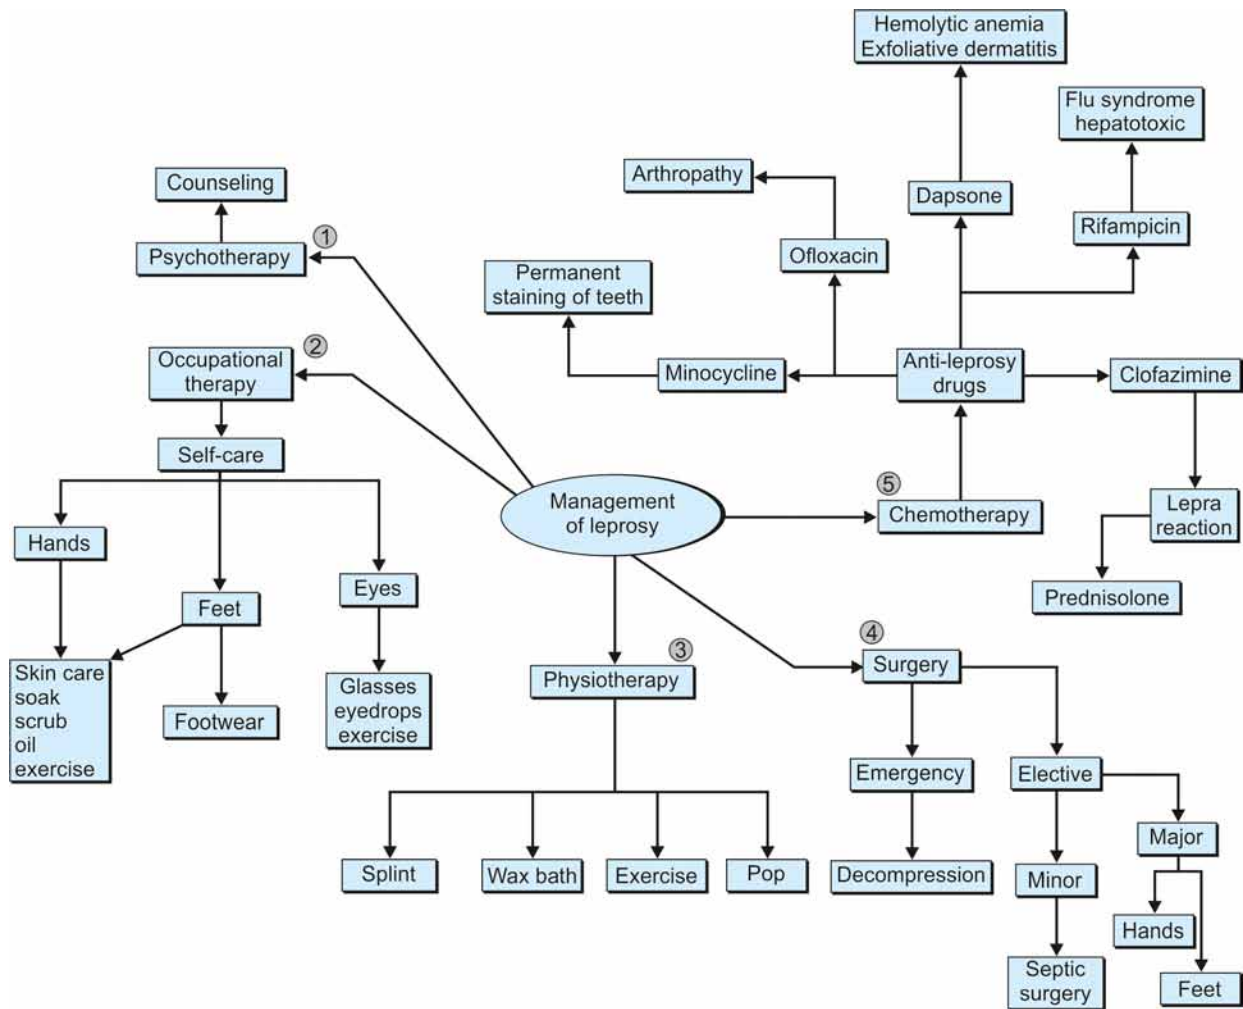 Hemolytic anemia
Exfoliative dermatitis
Flu syndrome
hepatotoxic
Arthropathy
Counseling
Dapsone
Rifampicin
1
Psychotherapy
Ofloxacin
Permanent
staining of teeth
2
Occupational
therapy
Minocycline
Anti-leprosy
drugs
Clofazimine
Self-care
5
Management
of leprosy
Chemotherapy
Lepra
reaction
Hands
Eyes
Feet
Prednisolone
4
3
Surgery
Skin care
soak
scrub
oil
exercise
Footwear
Glasses
eyedrops
exercise
Physiotherapy
Emergency
Elective
Major
Splint
Wax bath
Exercise
Pop
Decompression
Minor
Hands
Septic
surgery
Feet